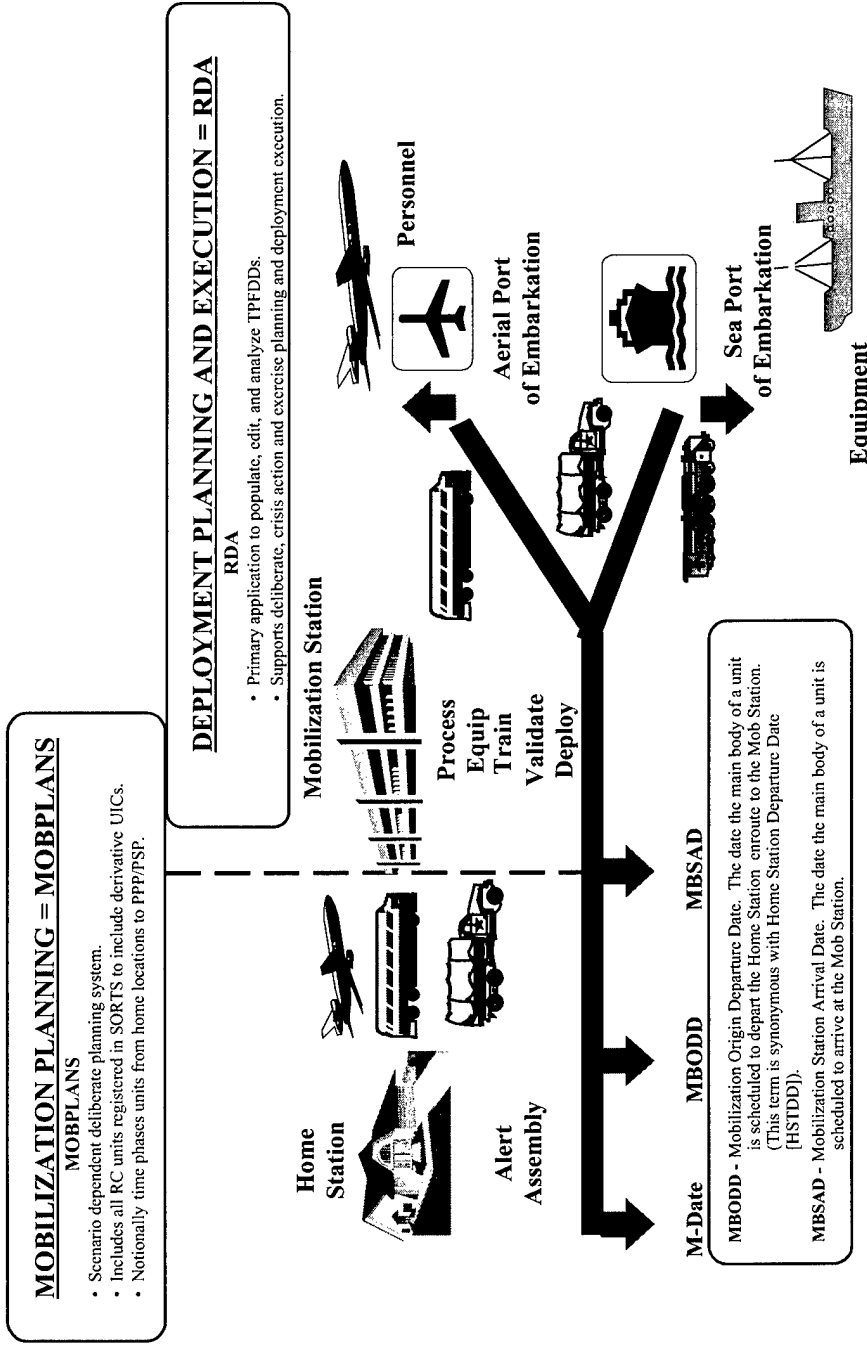 MOBILIZATION PLANNING = MOBPLANS
MOBPLANS
• Scenario dependent deliberate planning system.
• Includes all RC units registered in SORTS to include derivative UICs.
• Notionally time phases units from home locations to PPP/PSP.
DEPLOYMENT PLANNING AND EXECUTION = RDA
RDA
• Primary application to populate, edit, and analyze TPFDDs.
• Supports deliberate, crisis action and exercise planning and deployment execution.
Home
Station
Alert
Assembly
Mobilization Station
Process
Equip
Train
Validate
Deploy
Personnel
Aerial Port
of Embarkation
Sea Port
of Embarkation
Equipment
M-Date
MBODD
MBSAD
MBODD - Mobilization Origin Departure Date. The date the main body of a unit
is scheduled to depart the Home Station enroute to the Mob Station.
(This term is synonymous with Home Station Departure Date
[HSTDD]).
MBSAD - Mobilization Station Arrival Date. The date the main body of a unit is
scheduled to arrive at the Mob Station.